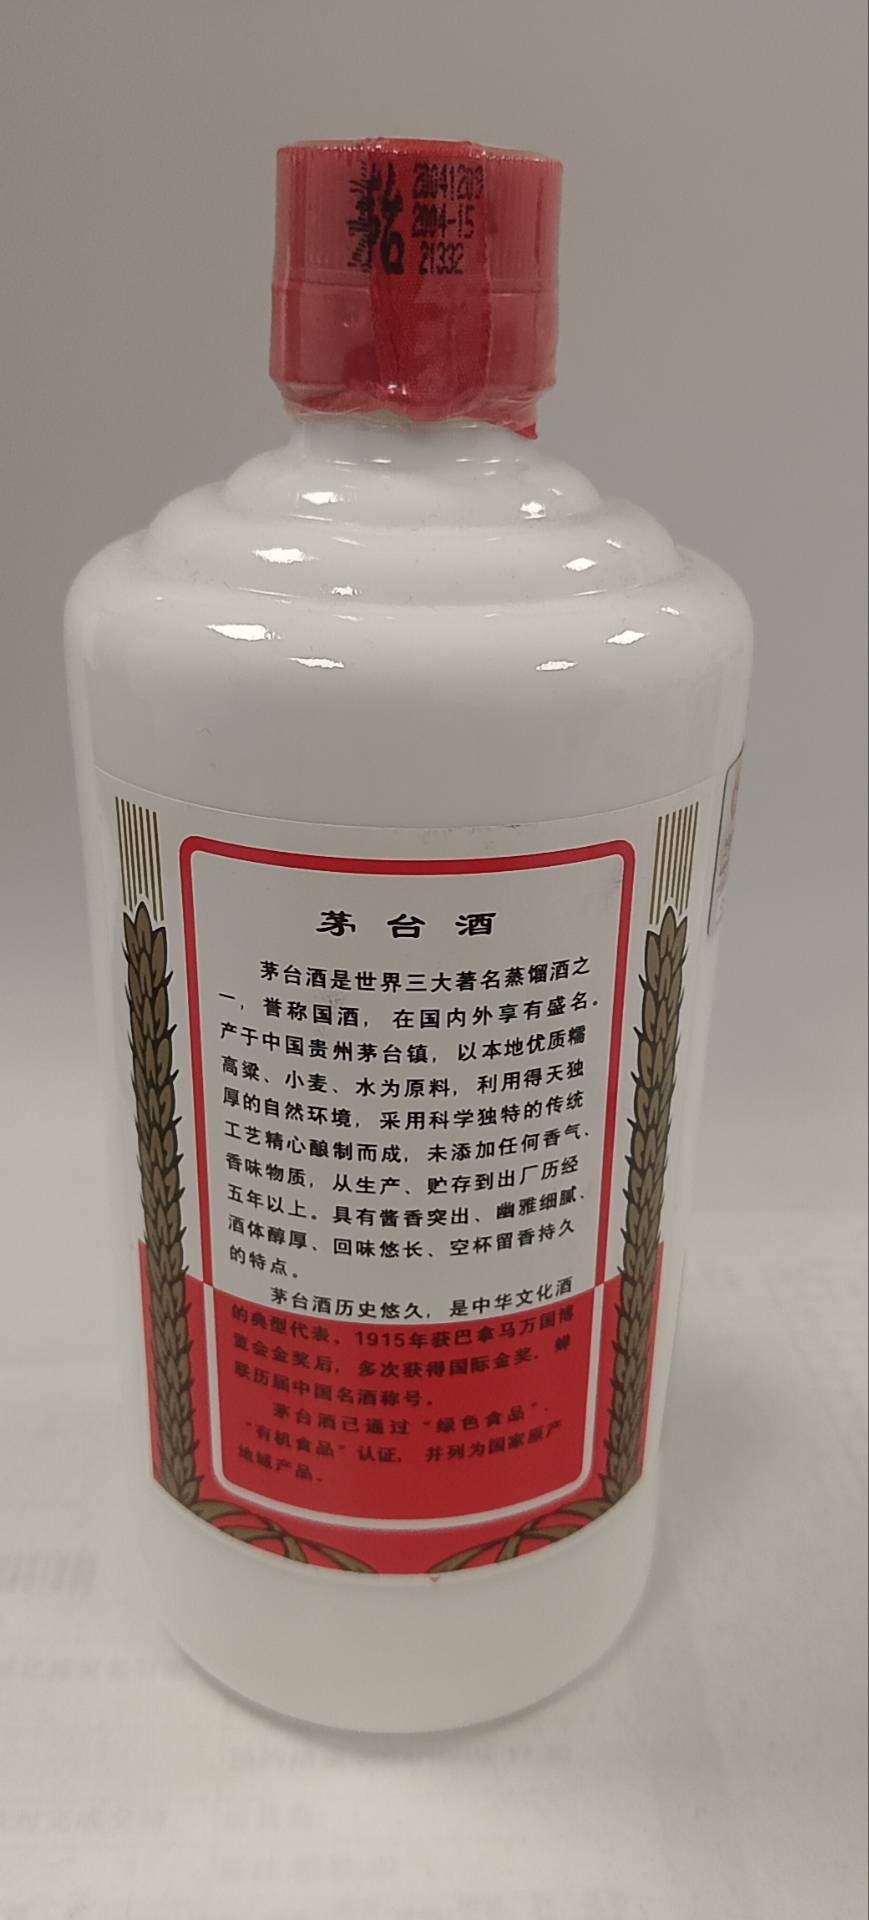 20041203
2004-15
21332
茅台酒
茅台酒是世界三大著名蒸馏酒之
一，誉称国酒，在国内外享有盛名。
产于中国贵州茅台镇，以本地优质糯
高粱、小麦、水为原料，利用得天独
厚的自然环境，采用科学独特的传统
工艺精心酿制而成，未添加任何香气、
香味物质，从生产、贮存到出厂历经
五年以上。具有酱香突出、幽雅细腻、
酒体醇厚、回味悠长、空杯留香持久
的特点。
茅台酒历史悠久，是中华文化酒
的典型代表。1915年获巴拿马万国博
览会金奖后，多次获得国际金奖，蝉
联历届中国名酒称号。
茅台酒已通过“绿色食品”、
“有机食品”认证，并列为国家原产
地域产品。